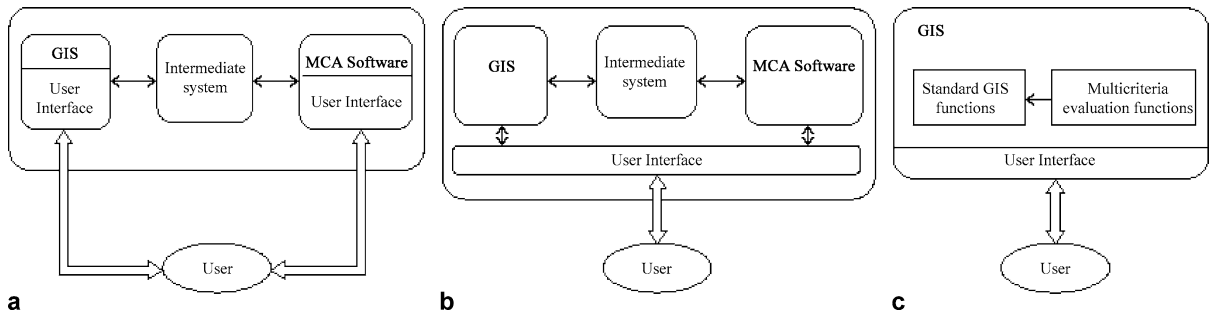 GIS
User
Interface
Intermediate
system
MCA Software
User Interface
User
a
GIS
Intermediate
system
MCA Software
User Interface
User
b
GIS
Standard GIS
functions
Multicriteria
evaluation functions
User Interface
User
c